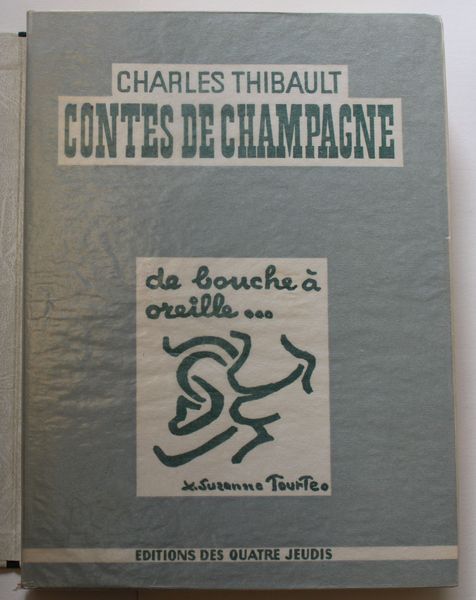 CHARLES THIBAULT
CONTES DE CHAMPAGNE
de bouche à
oreille...
x. Suzanne Tourte
EDITIONS DES QUATRE JEUDIS